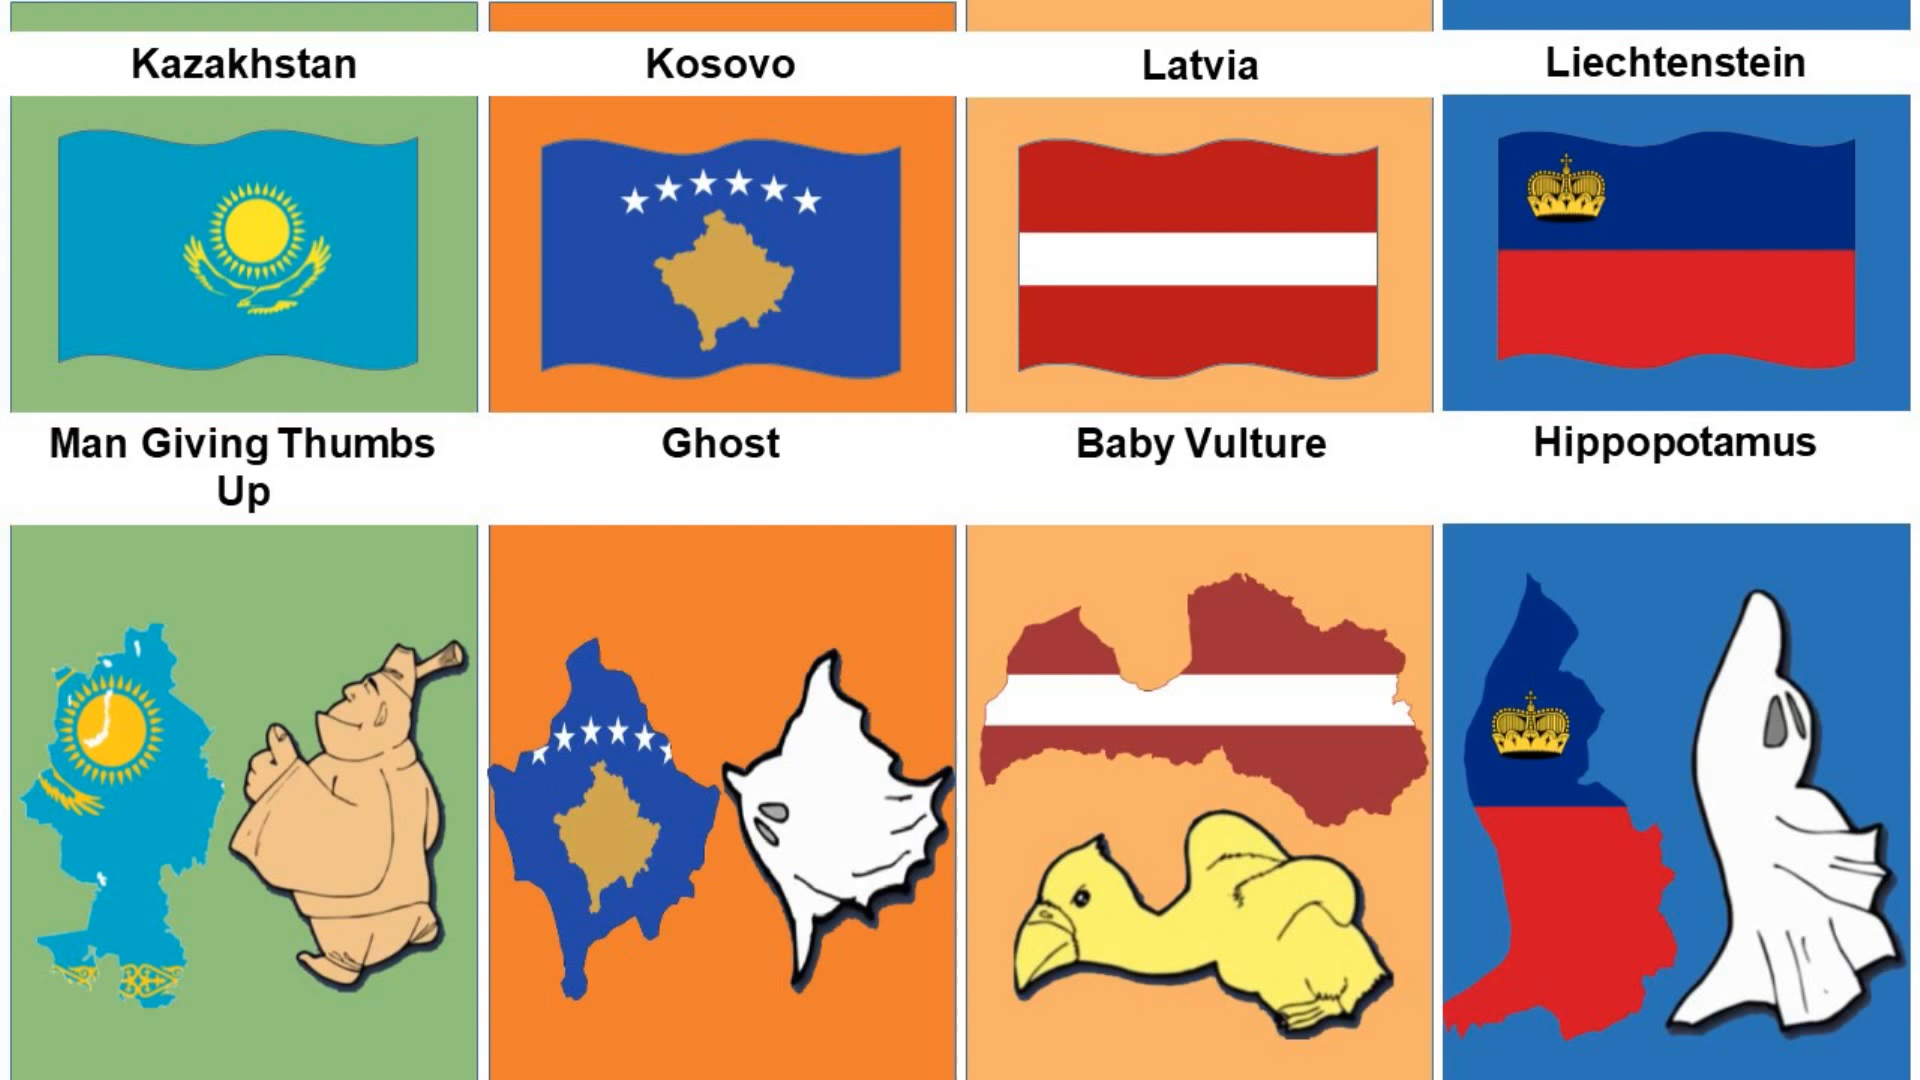 Kazakhstan
Kosovo
Latvia
Liechtenstein
Man Giving Thumbs
Up
Ghost
Baby Vulture
Hippopotamus